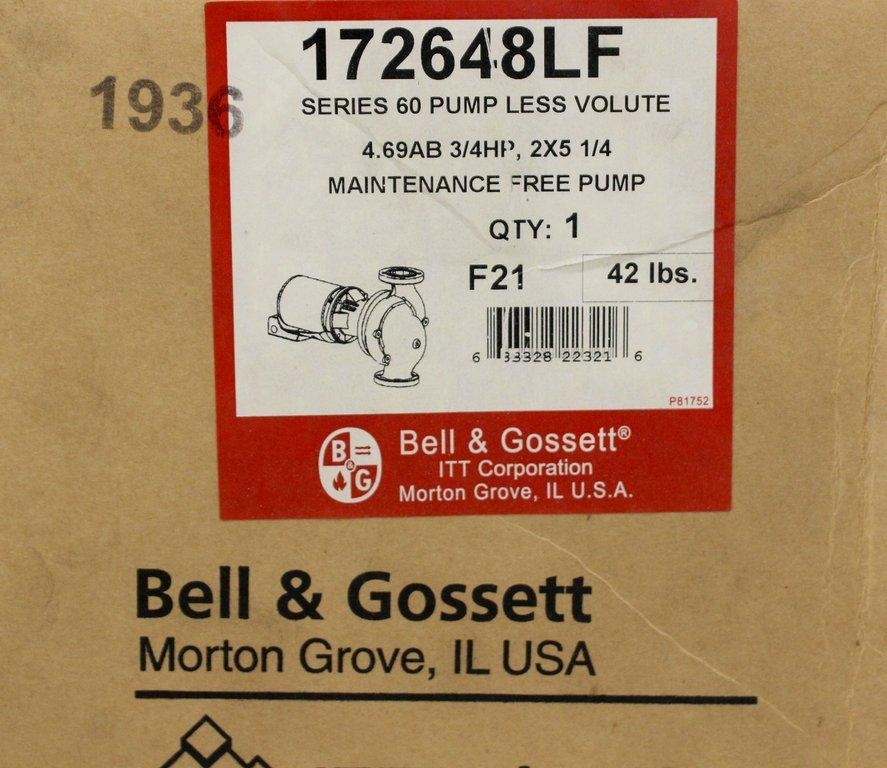 172648LF
1936
SERIES 60 PUMP LESS VOLUTE
4.69AB 3/4HP, 2X5 1/4
MAINTENANCE FREE PUMP
QTY: 1
F21
42 lbs.
6 33328 22321 6
P81752
B & G
Bell & Gossett®
ITT Corporation
Morton Grove, IL U.S.A.
Bell & Gossett
Morton Grove, IL USA